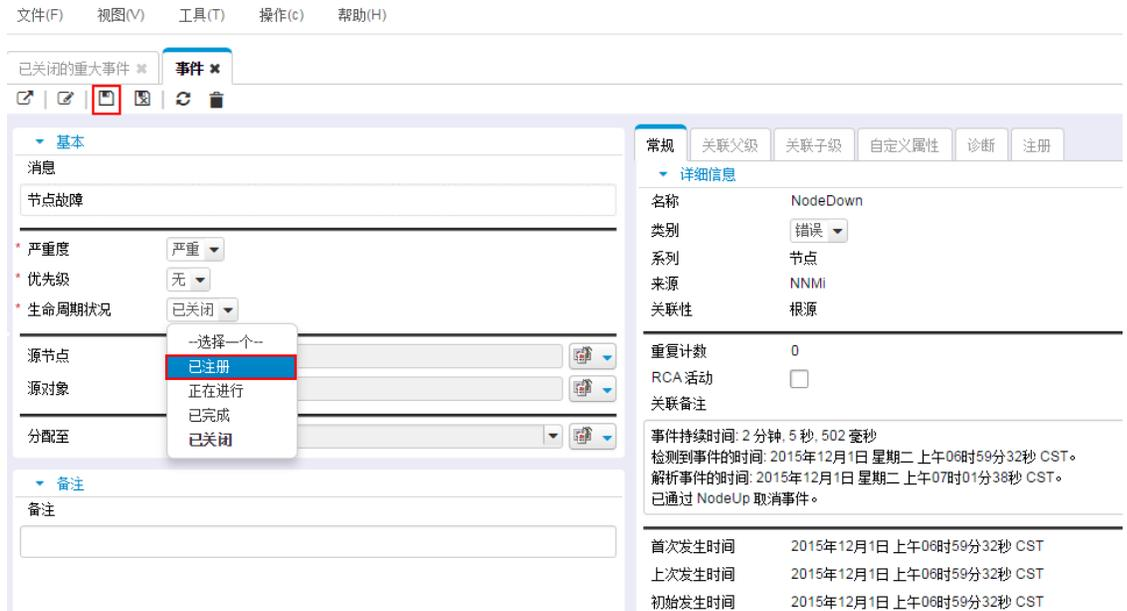 文件(F) 视图(V) 工具(T) 操作(c) 帮助(H)
已关闭的重大事件 事件
基本
消息
节点故障
* 严重度 严重
* 优先级 无
* 生命周期状况 已关闭
--选择一个--
已注册
正在进行
已完成
已关闭
源节点
源对象
分配至
备注
备注
常规 关联父级 关联子级 自定义属性 诊断 注册
详细信息
名称 NodeDown
类别 错误
系列 节点
来源 NNMi
关联性 根源
重复计数 0
RCA 活动
关联备注
事件持续时间: 2 分钟, 5 秒, 502 毫秒
检测到事件的时间: 2015年12月1日 星期二 上午06时59分32秒 CST。
解析事件的时间: 2015年12月1日 星期二 上午07时01分38秒 CST。
已通过 NodeUp 取消事件。
首次发生时间 2015年12月1日 上午06时59分32秒 CST
上次发生时间 2015年12月1日 上午06时59分32秒 CST
初始发生时间 2015年12月1日 上午06时59分32秒 CST